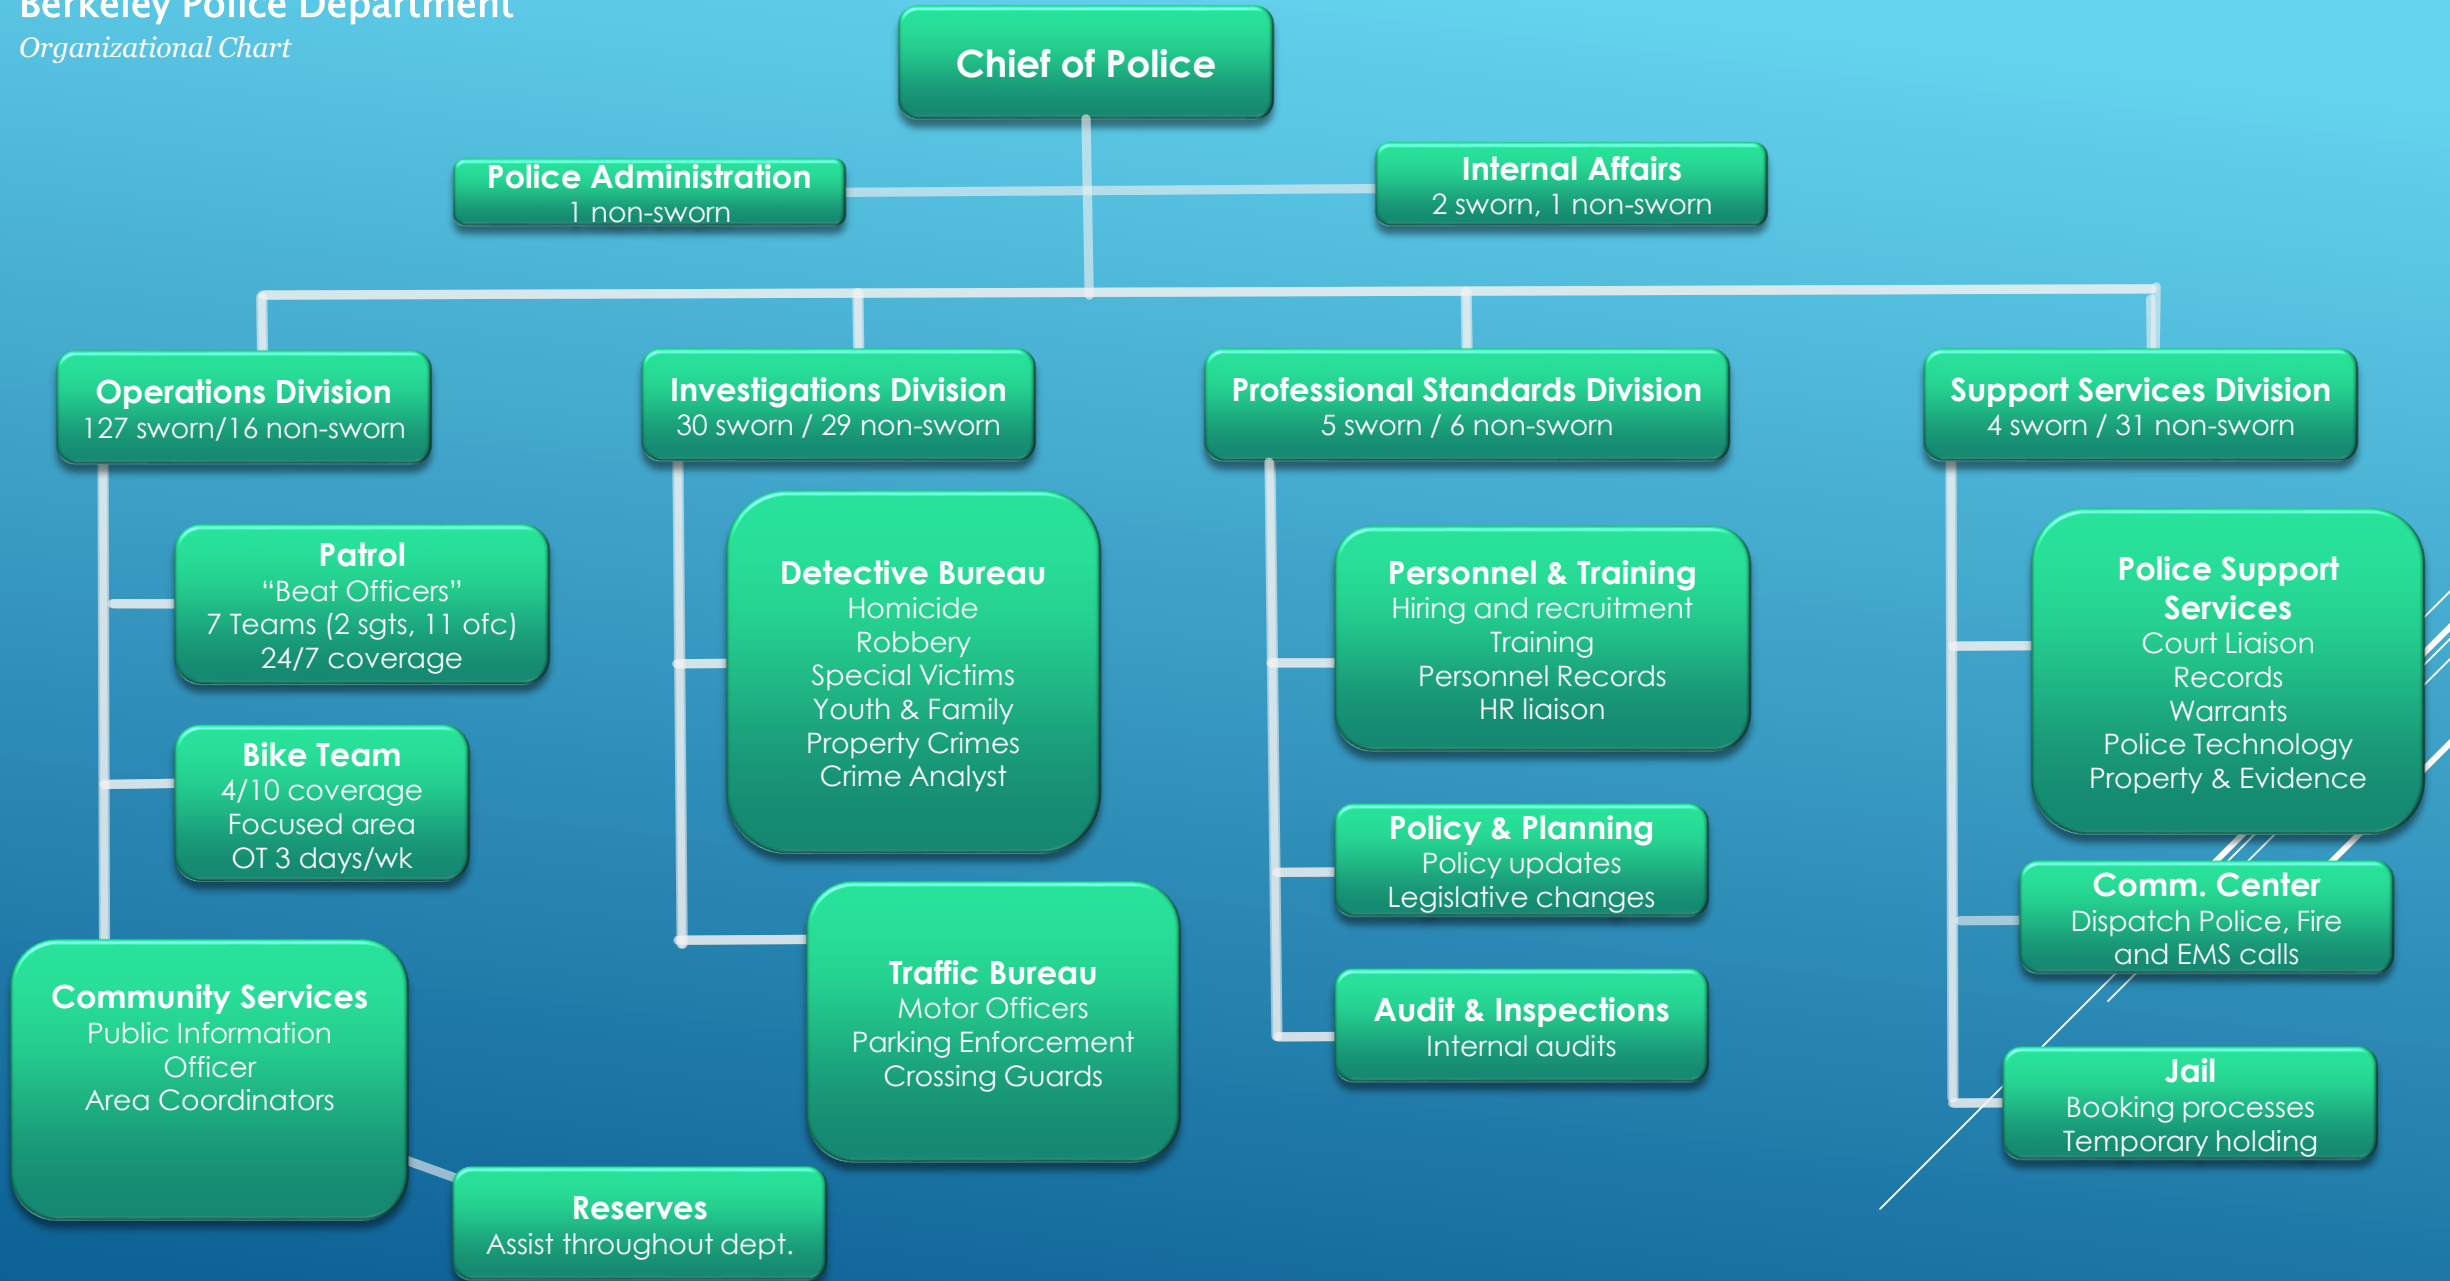 Berkeley Police Department
Organizational Chart
Chief of Police
Police Administration
1 non-sworn
Internal Affairs
2 sworn, 1 non-sworn
Operations Division
127 sworn/16 non-sworn
Investigations Division
30 sworn / 29 non-sworn
Professional Standards Division
5 sworn / 6 non-sworn
Support Services Division
4 sworn / 31 non-sworn
Patrol
“Beat Officers”
7 Teams (2 sgts, 11 ofc)
24/7 coverage
Bike Team
4/10 coverage
Focused area
OT 3 days/wk
Community Services
Public Information
Officer
Area Coordinators
Reserves
Assist throughout dept.
Detective Bureau
Homicide
Robbery
Special Victims
Youth & Family
Property Crimes
Crime Analyst
Traffic Bureau
Motor Officers
Parking Enforcement
Crossing Guards
Personnel & Training
Hiring and recruitment
Training
Personnel Records
HR liaison
Policy & Planning
Policy updates
Legislative changes
Audit & Inspections
Internal audits
Police Support
Services
Court Liaison
Records
Warrants
Police Technology
Property & Evidence
Comm. Center
Dispatch Police, Fire
and EMS calls
Jail
Booking processes
Temporary holding